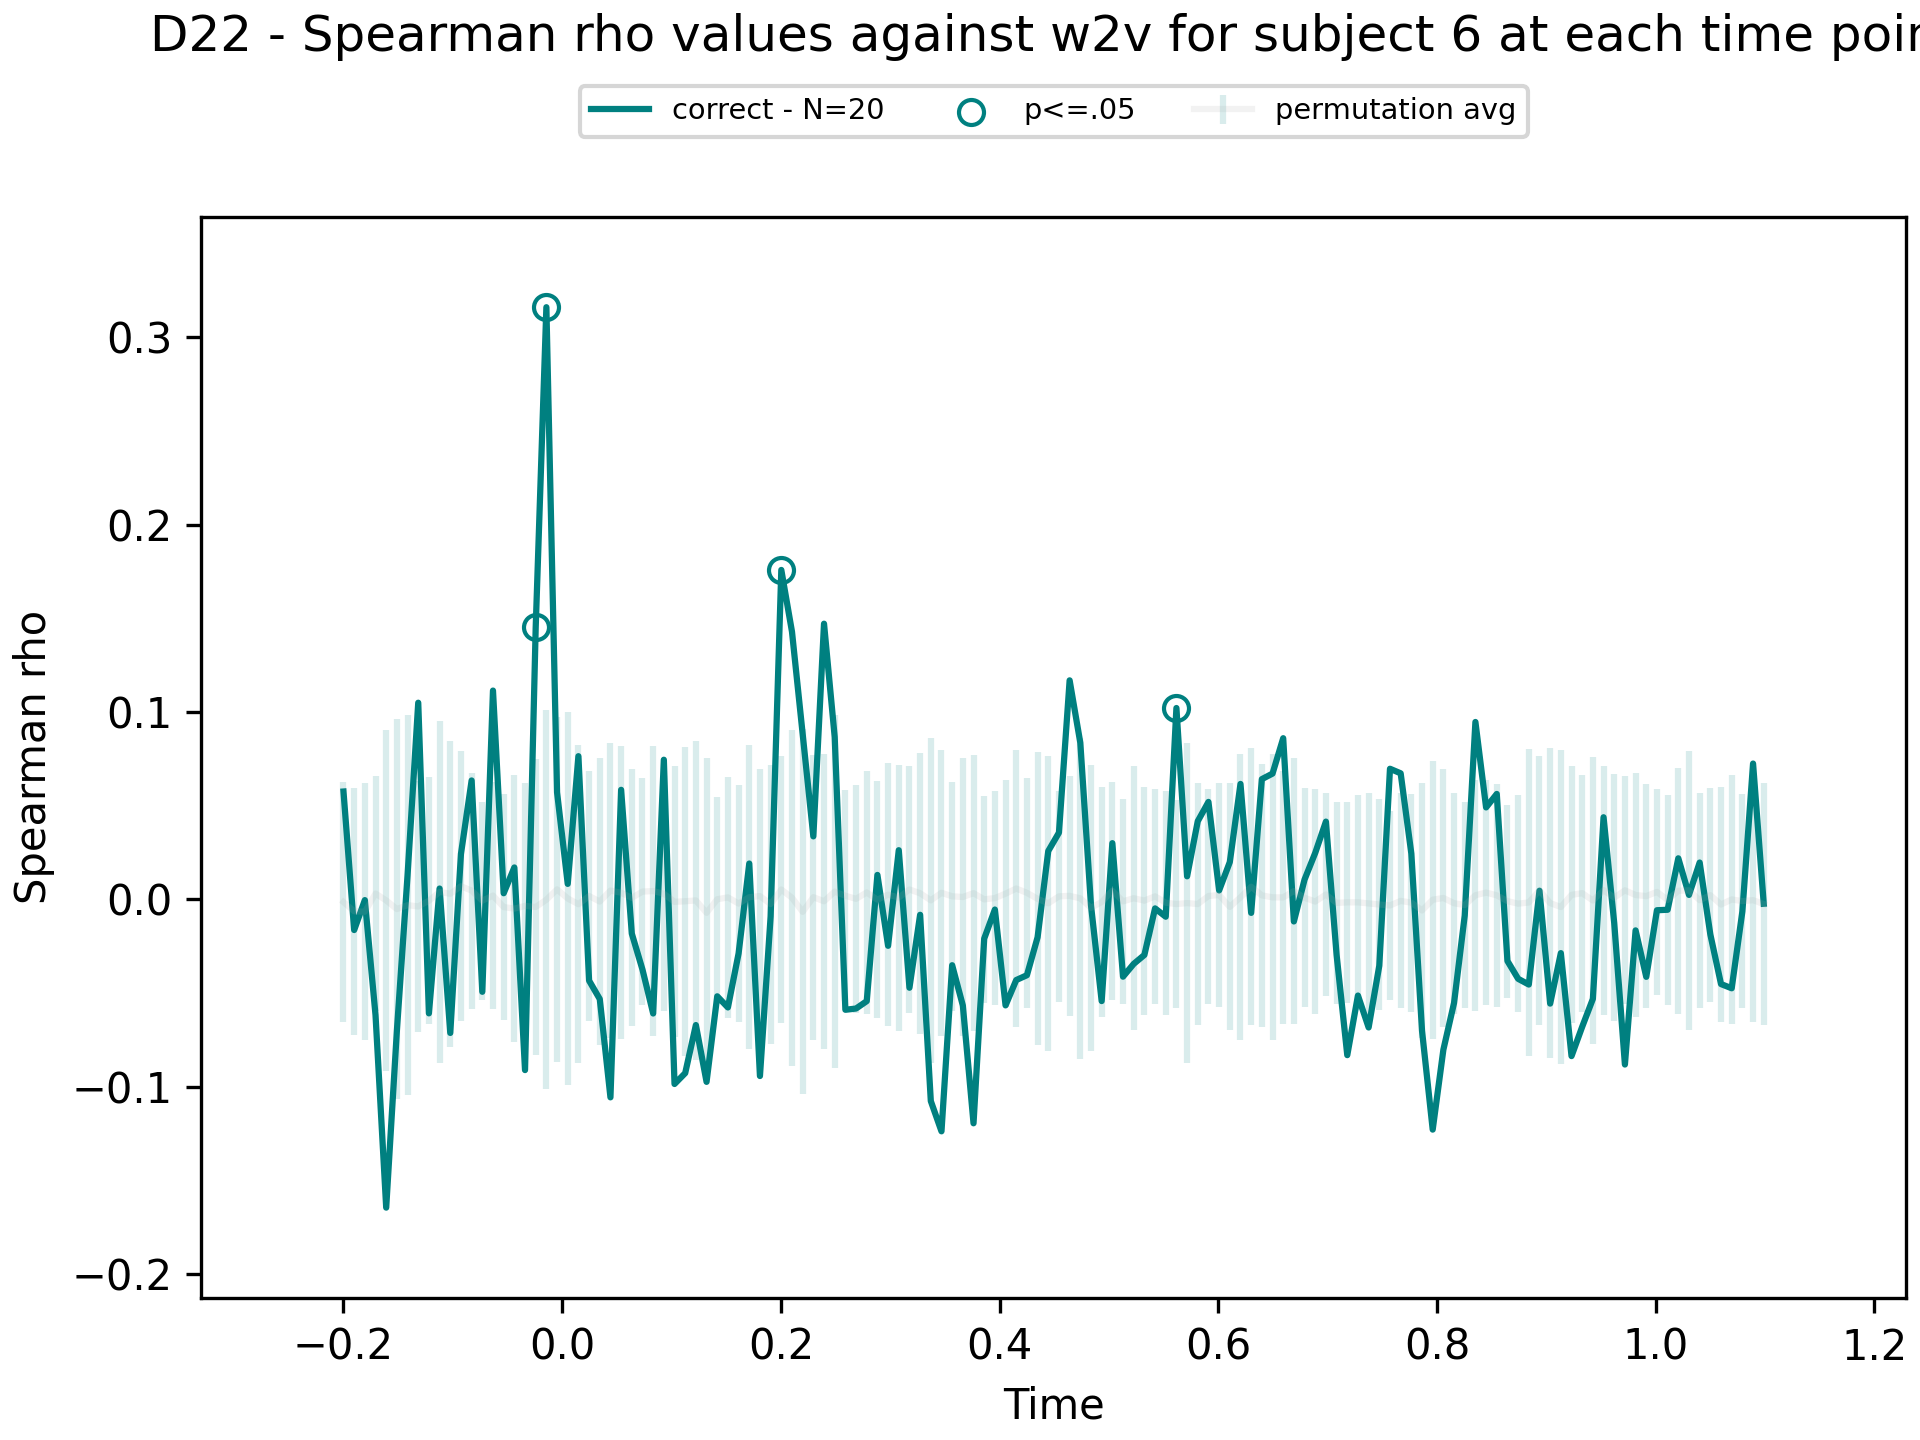 D22 - Spearman rho values against w2v for subject 6 at each time poin
correct - N=20 p<=.05 permutation avg
0.3
0.2
0.1
0.0
−0.1
−0.2
Spearman rho
−0.2 0.0 0.2 0.4 0.6 0.8 1.0 1.2
Time